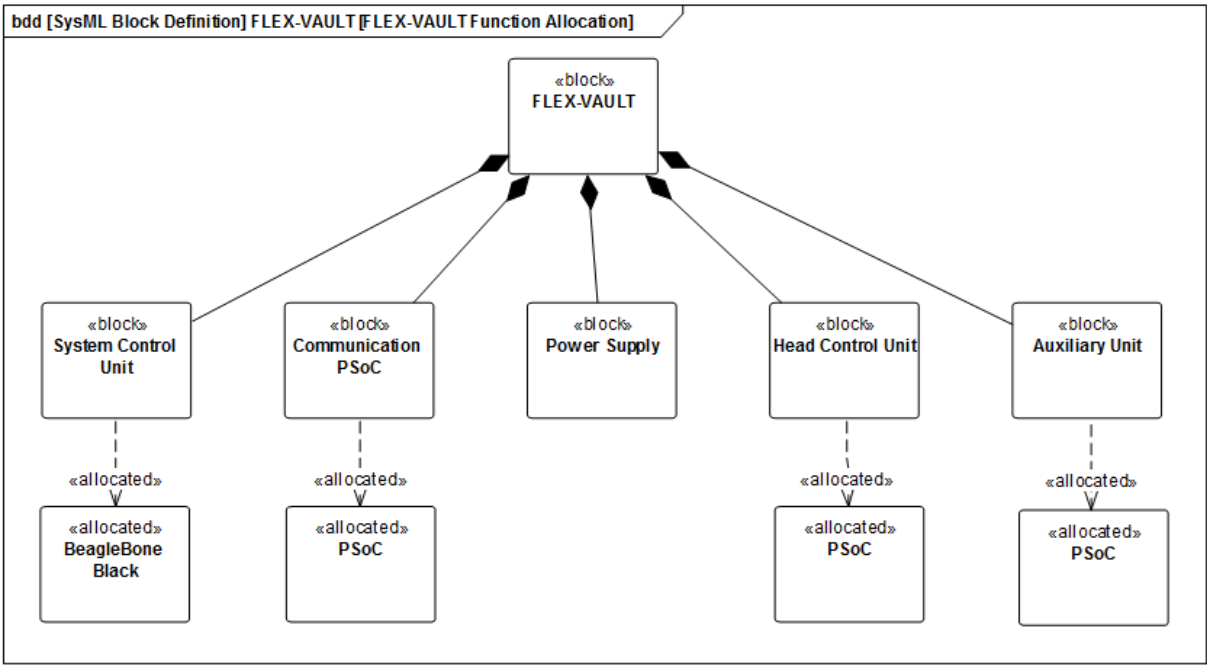 bdd [SysML Block Definition] FLEX-VAULT [FLEX-VAULT Function Allocation]
«block»
FLEX-VAULT
«block»
System Control
Unit
«block»
Communication
PSoC
«block»
Power Supply
«block»
Head Control Unit
«block»
Auxiliary Unit
«allocated»
«allocated»
«allocated»
«allocated»
«allocated»
BeagleBone
Black
«allocated»
PSoC
«allocated»
PSoC
«allocated»
PSoC